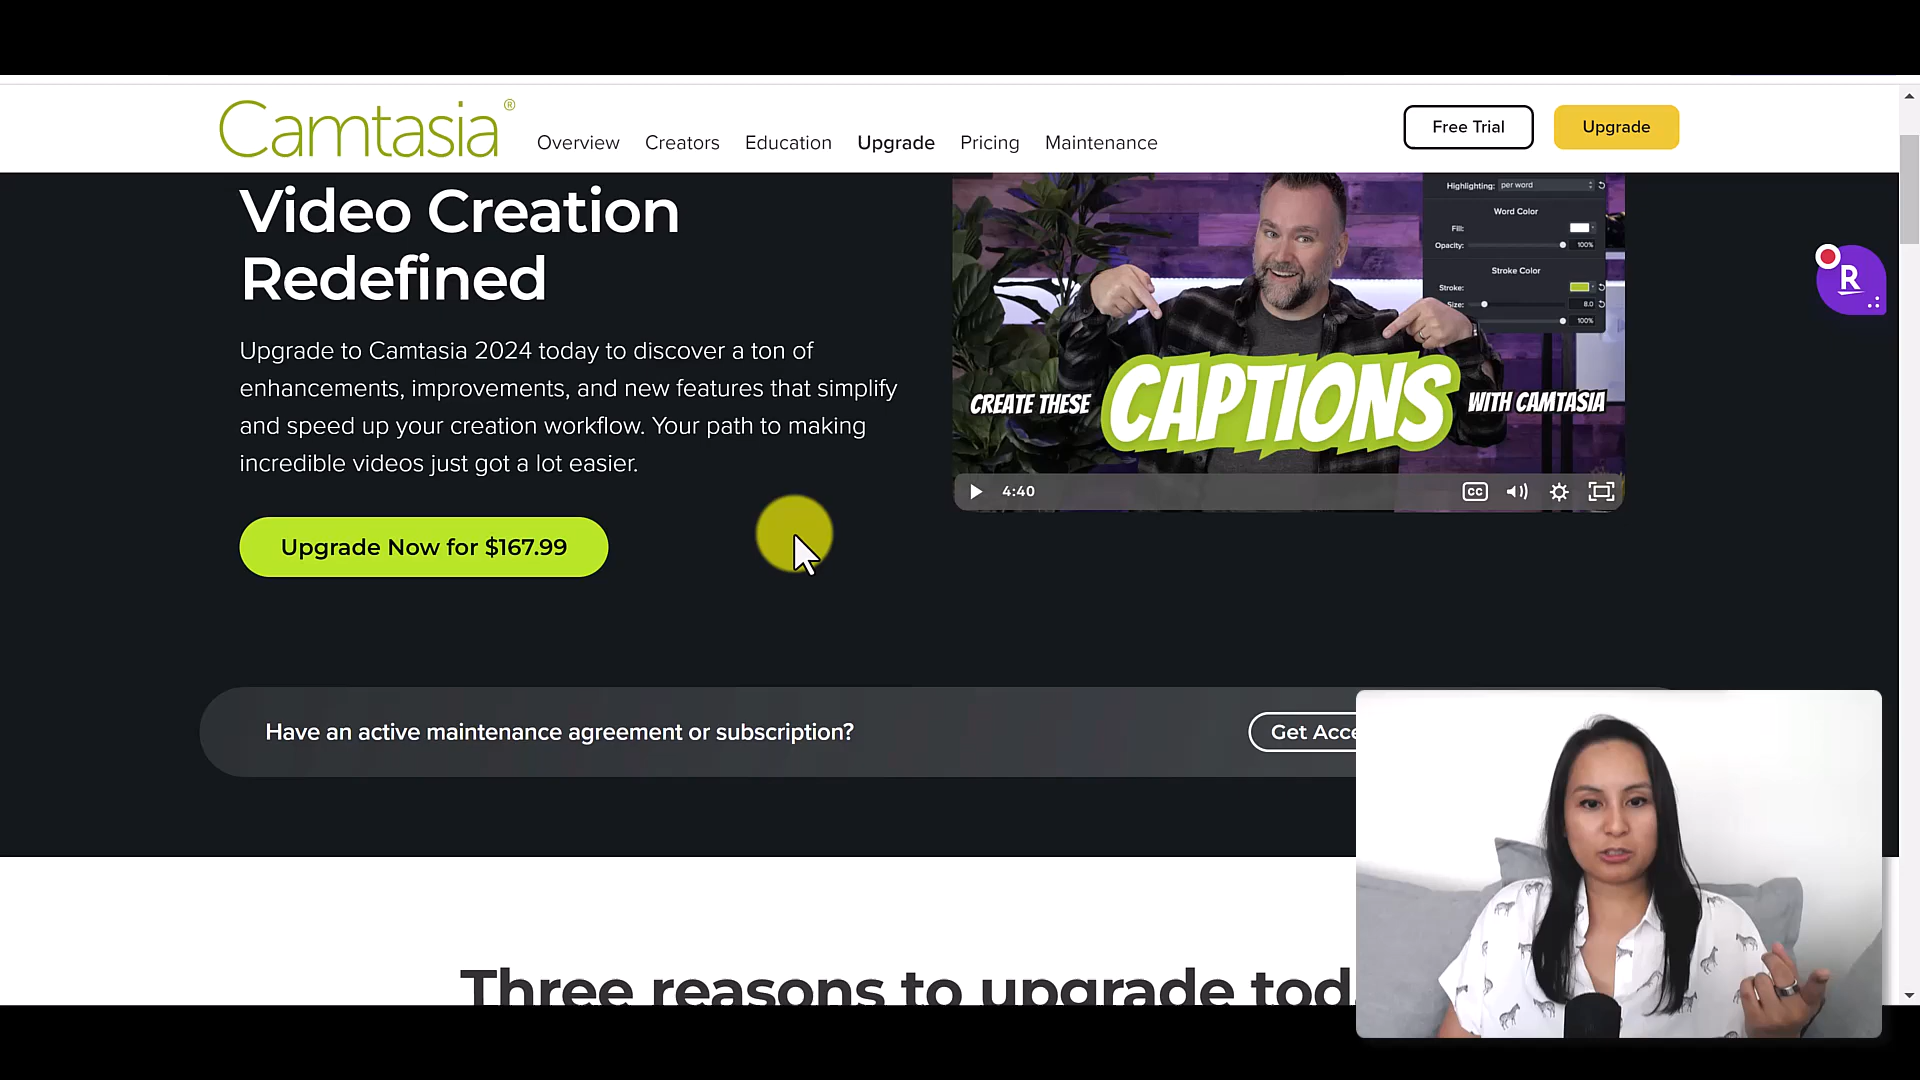 Camtasia®
Overview Creators Education Upgrade Pricing Maintenance
Free Trial
Upgrade
Video Creation
Redefined
Upgrade to Camtasia 2024 today to discover a ton of
enhancements, improvements, and new features that simplify
and speed up your creation workflow. Your path to making
incredible videos just got a lot easier.
Upgrade Now for $167.99
Highlighting: per word
Word Color
Fill:
Opacity: 100%
Stroke Color
Stroke:
Size: 8.0
100%
CREATE THESE CAPTIONS WITH CAMTASIA
4:40
CC
R
Have an active maintenance agreement or subscription?
Get Acce
Three reasons to upgrade tod